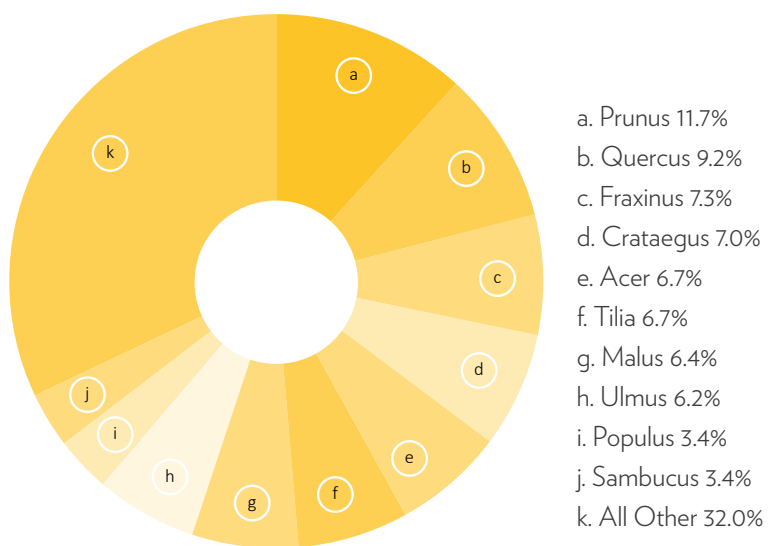 a
b
c
d
e
f
g
h
i
j
k
a. Prunus 11.7%
b. Quercus 9.2%
c. Fraxinus 7.3%
d. Crataegus 7.0%
e. Acer 6.7%
f. Tilia 6.7%
g. Malus 6.4%
h. Ulmus 6.2%
i. Populus 3.4%
j. Sambucus 3.4%
k. All Other 32.0%